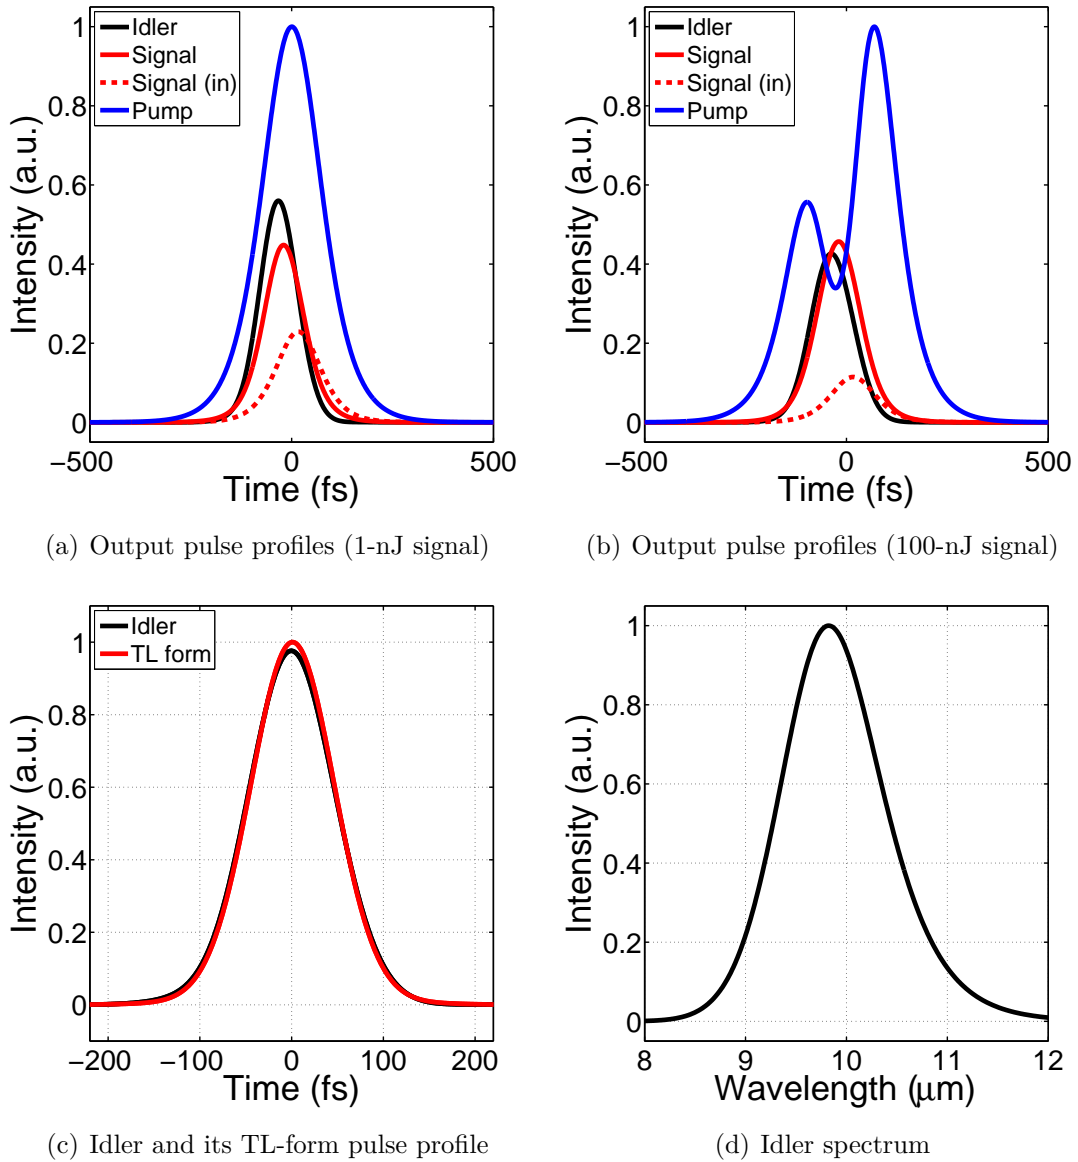 Idler
Signal
Signal (in)
Pump
1
0.8
0.6
0.4
0.2
0
Intensity (a.u.)
−500 0 500
Time (fs)
(a) Output pulse profiles (1-nJ signal)
Idler
Signal
Signal (in)
Pump
1
0.8
0.6
0.4
0.2
0
Intensity (a.u.)
−500 0 500
Time (fs)
(b) Output pulse profiles (100-nJ signal)
Idler
TL form
1
0.8
0.6
0.4
0.2
0
Intensity (a.u.)
−200 −100 0 100 200
Time (fs)
(c) Idler and its TL-form pulse profile
1
0.8
0.6
0.4
0.2
0
Intensity (a.u.)
8 9 10 11 12
Wavelength (μm)
(d) Idler spectrum